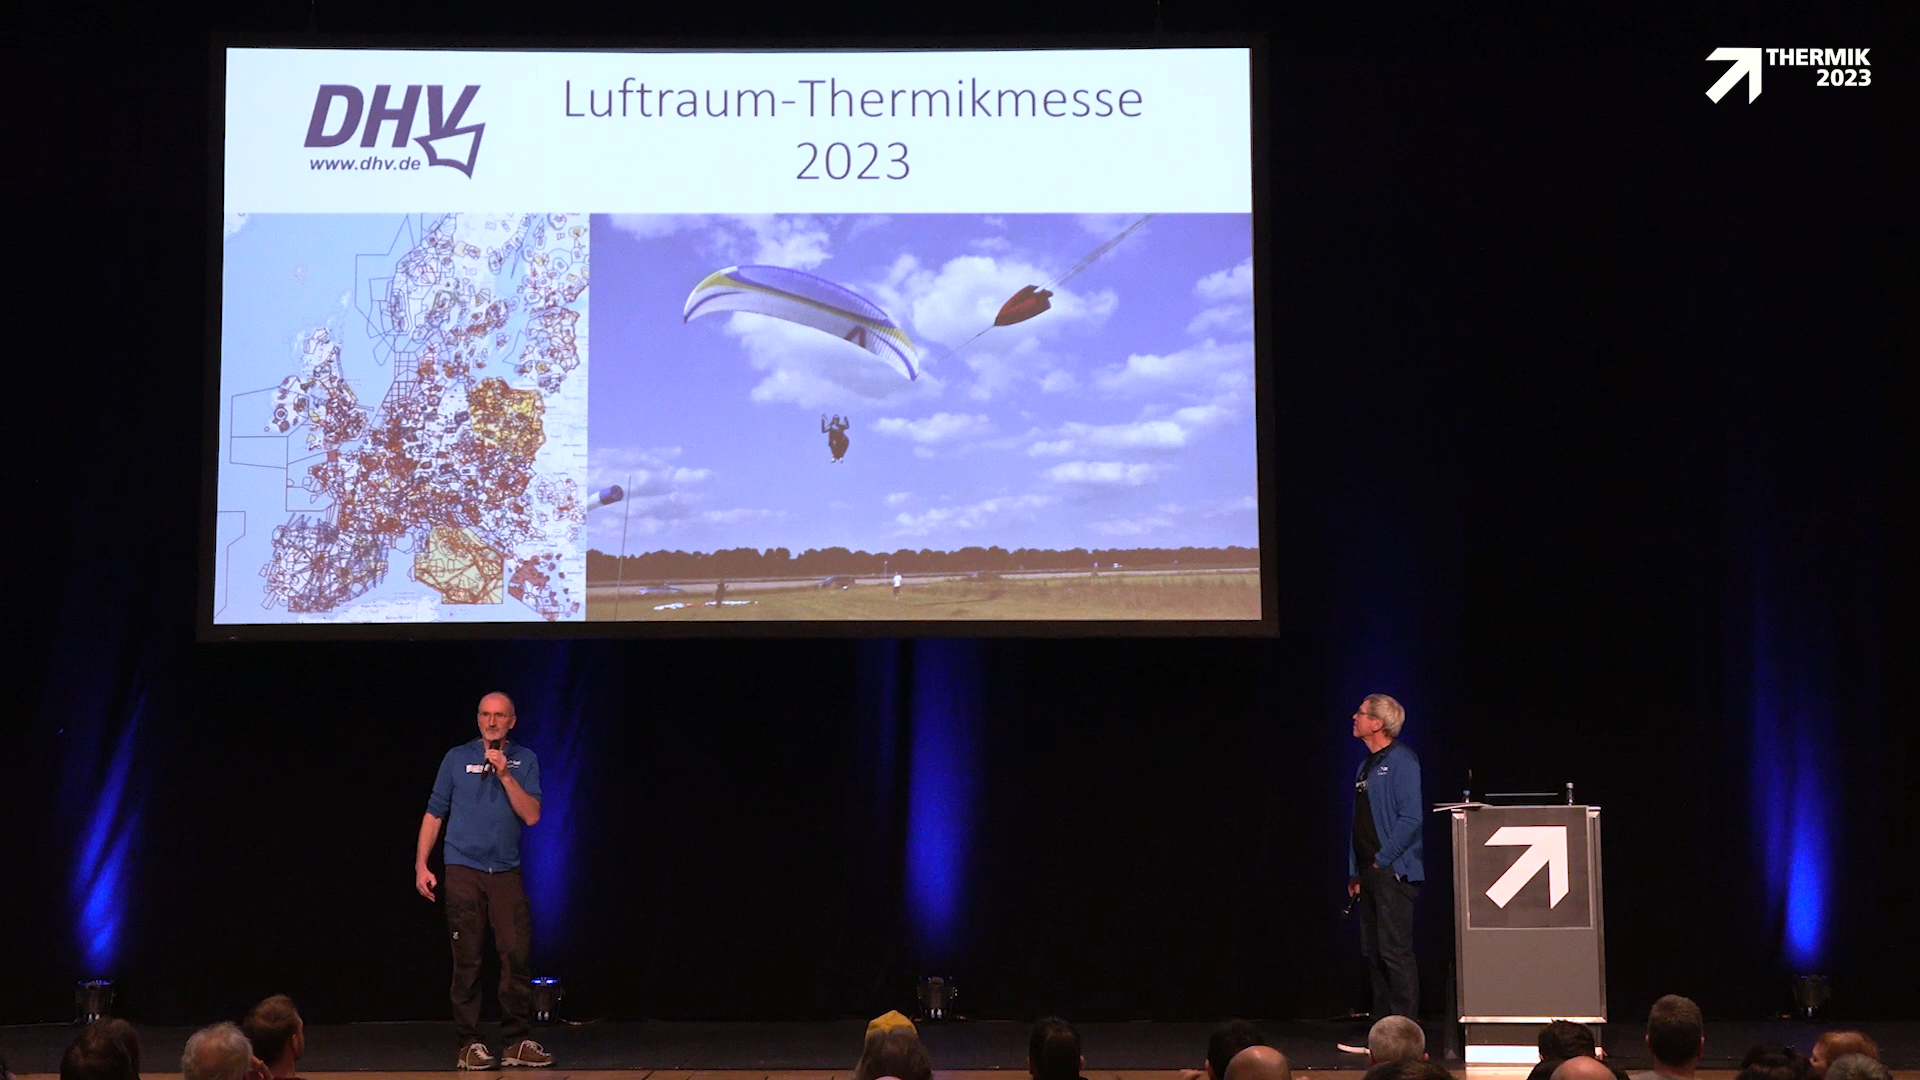 DHV
www.dhv.de
Luftraum-Thermikmesse
2023
THERMIK
2023